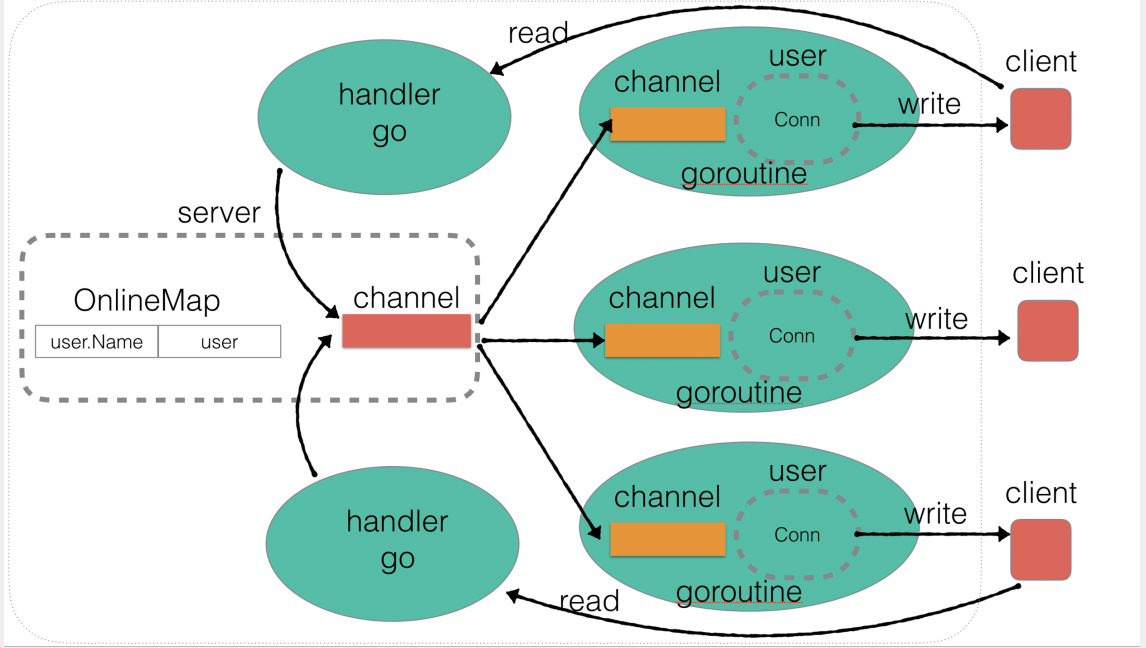 read
handler
go
channel
user
Conn
goroutine
write
client
server
OnlineMap
user.Name
user
channel
channel
user
Conn
goroutine
write
client
handler
go
channel
user
Conn
goroutine
write
client
read